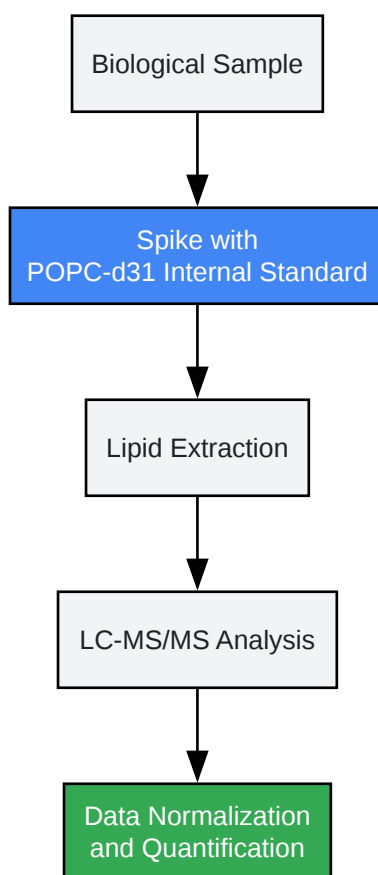 Biological Sample
Spike with
POPC-d31 Internal Standard
Lipid Extraction
LC-MS/MS Analysis
Data Normalization
and Quantification